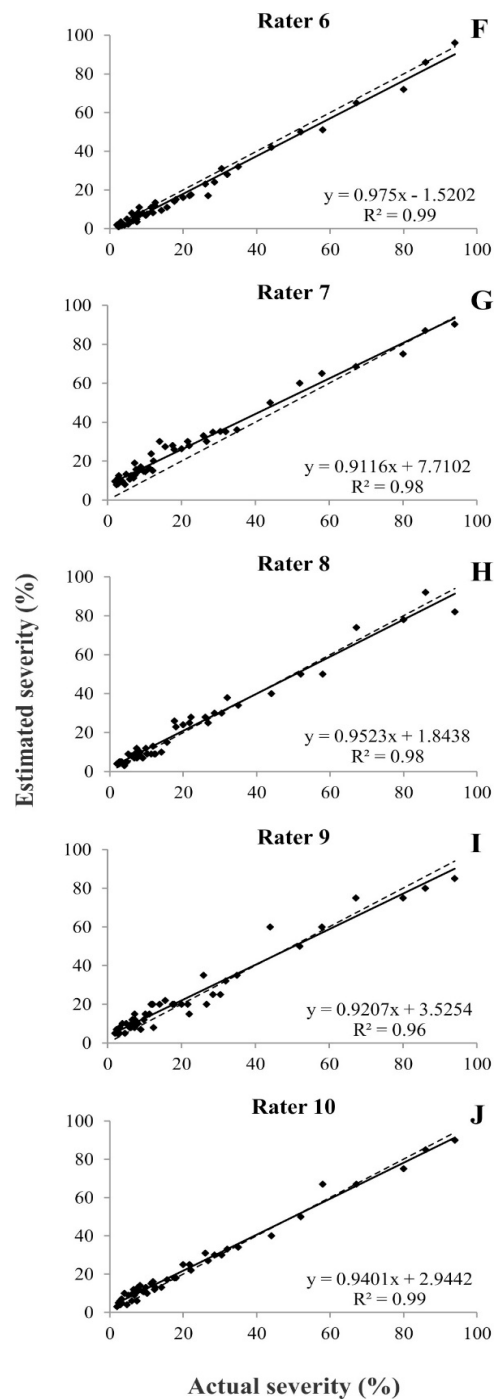 Rater 6
F
100
80
60
40
20
0
y = 0.975x - 1.5202
R² = 0.99
0 20 40 60 80 100
Rater 7
G
100
80
60
40
20
0
y = 0.9116x + 7.7102
R² = 0.98
0 20 40 60 80 100
Rater 8
H
100
80
60
40
20
0
y = 0.9523x + 1.8438
R² = 0.98
0 20 40 60 80 100
Rater 9
I
100
80
60
40
20
0
y = 0.9207x + 3.5254
R² = 0.96
0 20 40 60 80 100
Rater 10
J
100
80
60
40
20
0
y = 0.9401x + 2.9442
R² = 0.99
0 20 40 60 80 100
Estimated severity (%)
Actual severity (%)